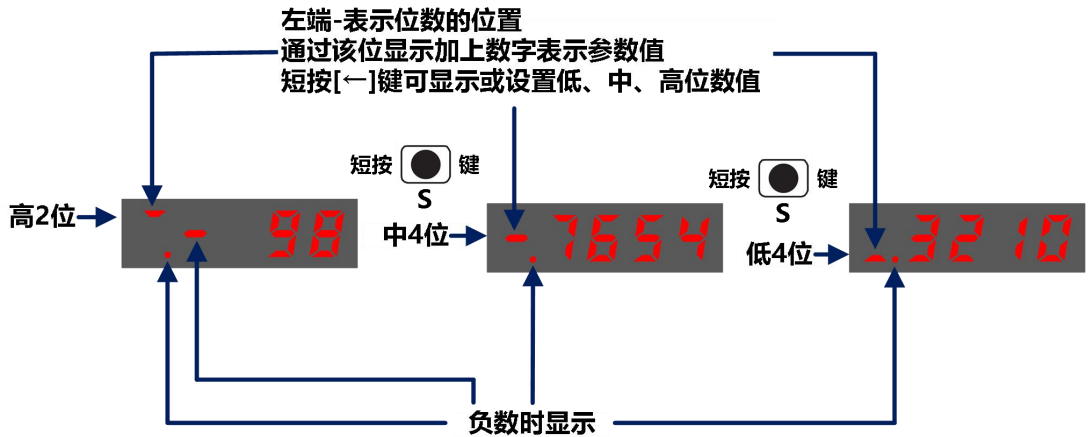 左端-表示位数的位置
通过该位显示加上数字表示参数值
短按[←]键可显示或设置低、中、高位数值
短按 键
S
短按 键
S
高2位
- - . 98
中4位
-.7654
低4位
_.3210
负数时显示